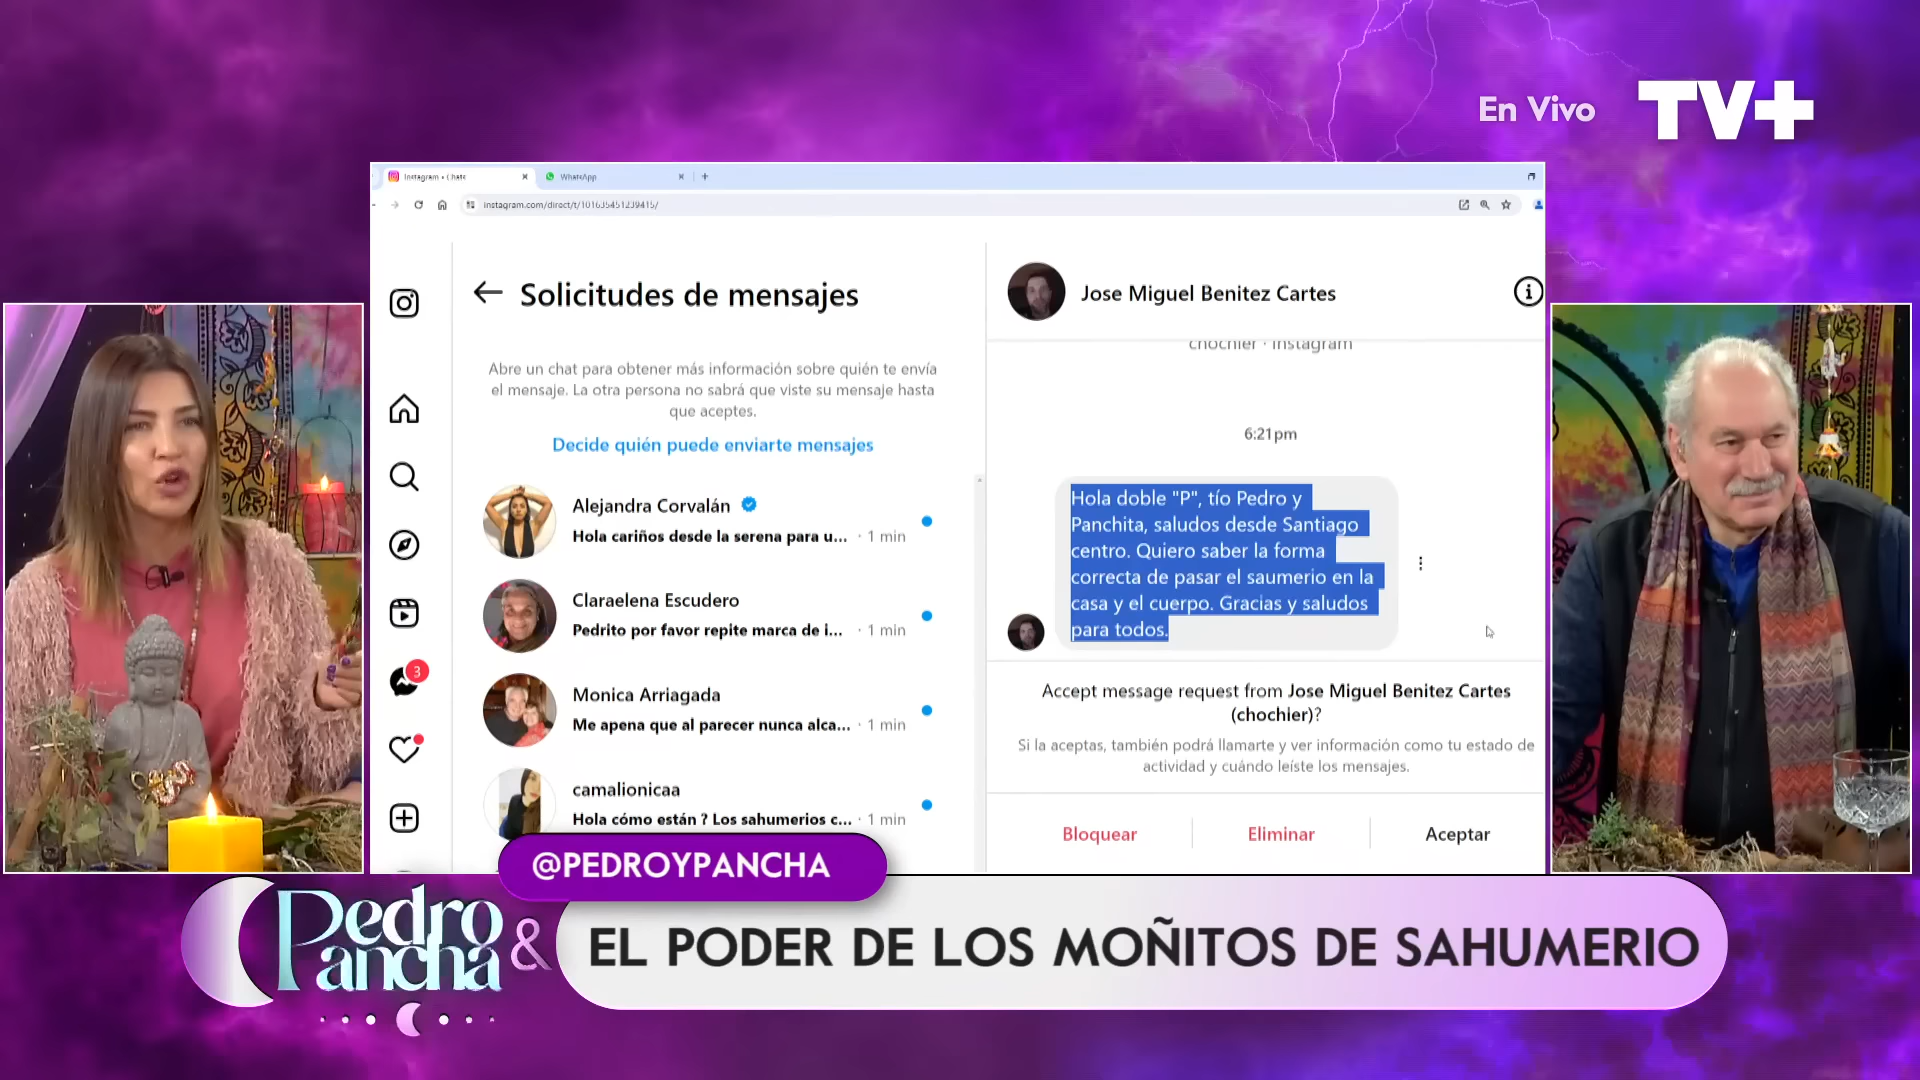 En Vivo TV+
Instagram • Chats
WhatsApp
instagram.com/direct/t/101635451239415/
Solicitudes de mensajes
Abre un chat para obtener más información sobre quién te envía
el mensaje. La otra persona no sabrá que viste su mensaje hasta
que aceptes.
Decide quién puede enviarte mensajes
Alejandra Corvalán
Hola cariños desde la serena para u... · 1 min
Claraelena Escudero
Pedrito por favor repite marca de i... · 1 min
3
Monica Arriagada
Me apena que al parecer nunca alca... · 1 min
camalionicaa
Hola cómo están ? Los sahumerios c... · 1 min
Jose Miguel Benitez Cartes
chochier · Instagram
6:21pm
Hola doble "P", tío Pedro y
Panchita, saludos desde Santiago
centro. Quiero saber la forma
correcta de pasar el saumerio en la
casa y el cuerpo. Gracias y saludos
para todos.
Accept message request from Jose Miguel Benitez Cartes
(chochier)?
Si la aceptas, también podrá llamarte y ver información como tu estado de
actividad y cuándo leíste los mensajes.
Bloquear Eliminar Aceptar
@PEDROYPANCHA
Pedro &
Pancha
EL PODER DE LOS MOÑITOS DE SAHUMERIO